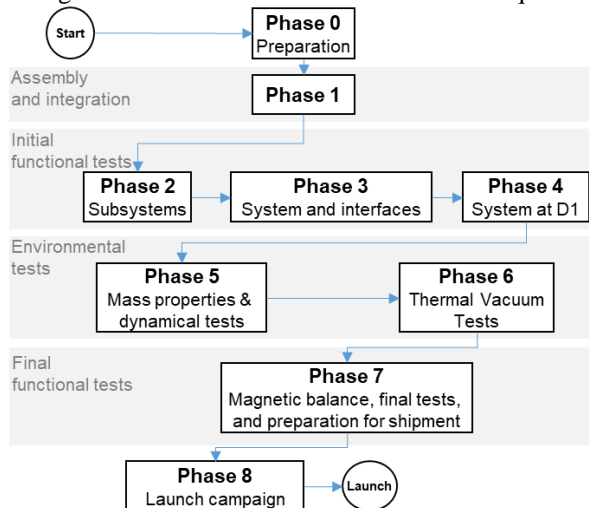 Start
Phase 0
Preparation
Assembly
and integration
Phase 1
Initial
functional tests
Phase 2
Subsystems
Phase 3
System and interfaces
Phase 4
System at D1
Environmental
tests
Phase 5
Mass properties &
dynamical tests
Phase 6
Thermal Vacuum
Tests
Final
functional tests
Phase 7
Magnetic balance, final tests,
and preparation for shipment
Phase 8
Launch campaign
Launch